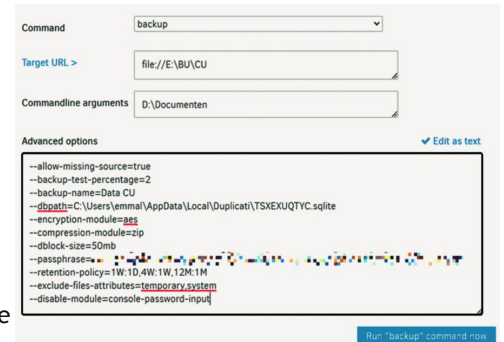 Command
backup
Target URL >
file://E:\BU\CU
Commandline arguments
D:\Documenten
Advanced options
✔ Edit as text
--allow-missing-source=true
--backup-test-percentage=2
--backup-name=Data CU
--dbpath=C:\Users\emmal\AppData\Local\Duplicati\TSXEXUQTYC.sqlite
--encryption-module=aes
--compression-module=zip
--dblock-size=50mb
--passphrase=
--retention-policy=1W:1D,4W:1W,12M:1M
--exclude-files-attributes=temporary,system
--disable-module=console-password-input
e
Run "backup" command now